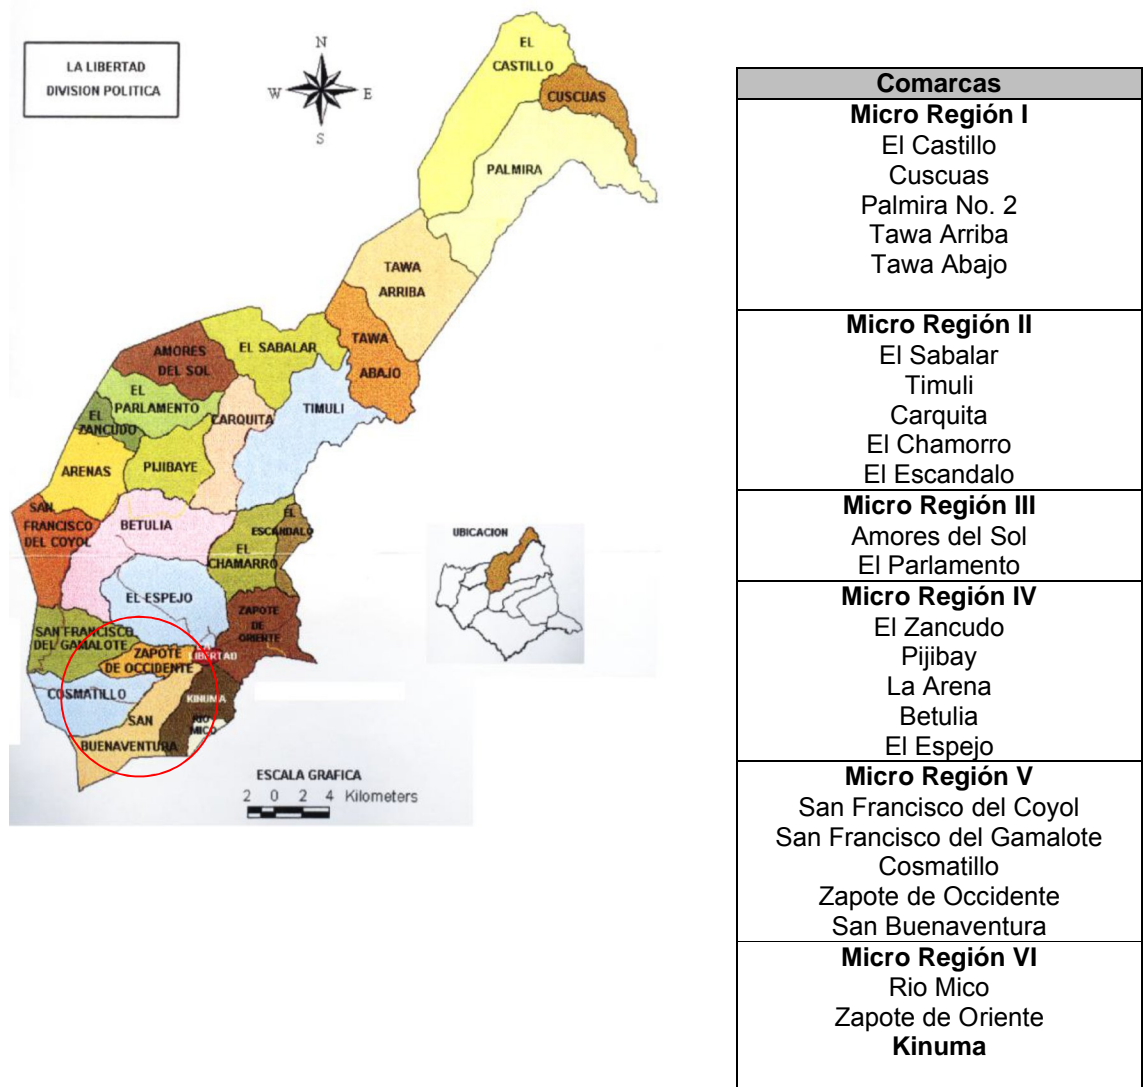 LA LIBERTAD
DIVISION POLITICA
N
W
E
S
EL
CASTILLO
CUSCUAS
PALMIRA
TAWA
ARRIBA
TAWA
ABAJO
EL SABALAR
AMORES
DEL SOL
EL
PARLAMENTO
EL
ZANCUDO
CARQUITA
TIMULI
ARENAS
PIJIBAYE
SAN
FRANCISCO
DEL COYOL
BETULIA
EL
ESCANDALO
EL
CHAMARRO
EL ESPEJO
ZAPOTE
DE
ORIENTE
SAN FRANCISCO
DEL GAMALOTE
ZAPOTE
DE OCCIDENTE
LA
LIBERTAD
COSMATILLO
KINUMA
RIO
MICO
SAN
BUENAVENTURA
UBICACION
ESCALA GRAFICA
2 0 2 4 Kilometers
Comarcas
Micro Región I
El Castillo
Cuscuas
Palmira No. 2
Tawa Arriba
Tawa Abajo
Micro Región II
El Sabalar
Timuli
Carquita
El Chamorro
El Escandalo
Micro Región III
Amores del Sol
El Parlamento
Micro Región IV
El Zancudo
Pijibay
La Arena
Betulia
El Espejo
Micro Región V
San Francisco del Coyol
San Francisco del Gamalote
Cosmatillo
Zapote de Occidente
San Buenaventura
Micro Región VI
Rio Mico
Zapote de Oriente
Kinuma